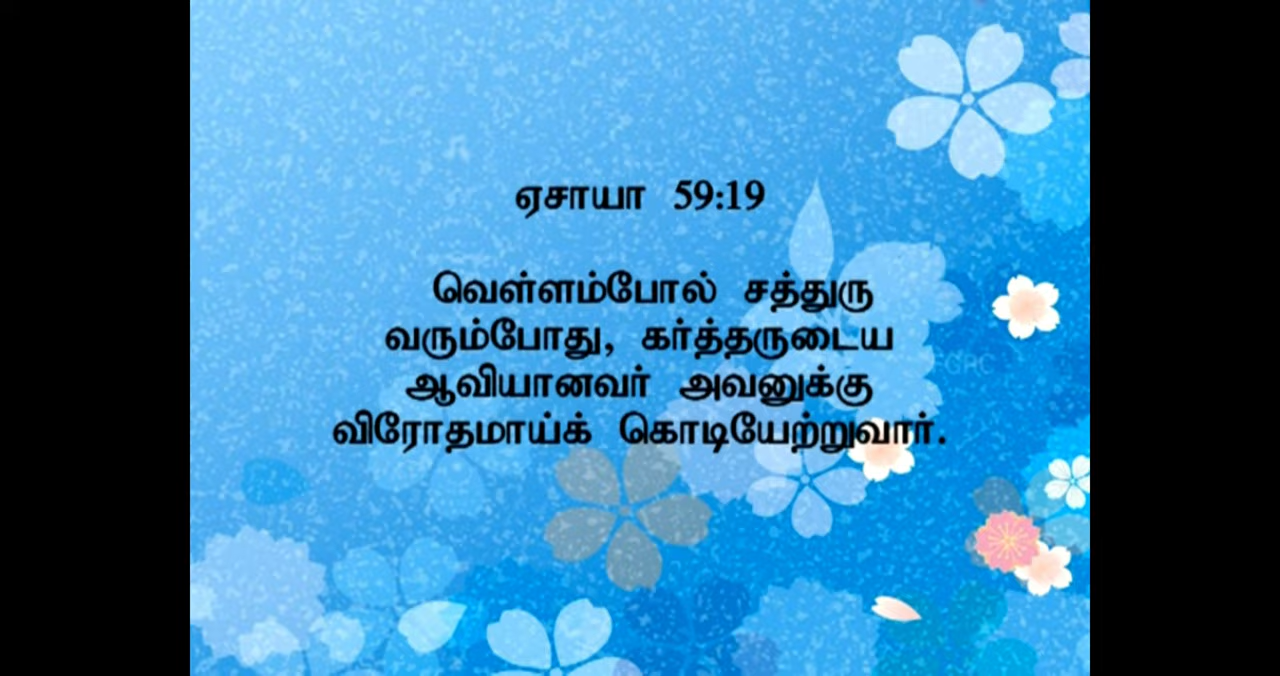 ஏசாயா 59:19
வெள்ளம்போல் சத்துரு
வரும்போது, கர்த்தருடைய
ஆவியானவர் அவனுக்கு
விரோதமாய்க் கொடியேற்றுவார்.